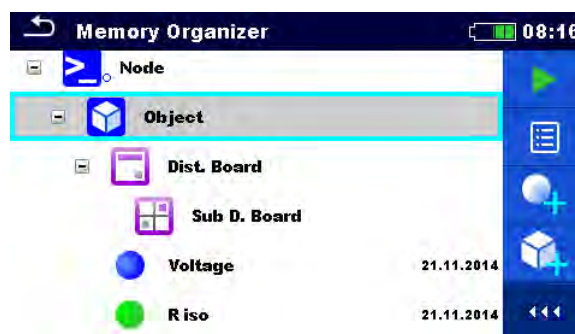 Memory Organizer 08:16
Node
Object
Dist. Board
Sub D. Board
Voltage 21.11.2014
R iso 21.11.2014